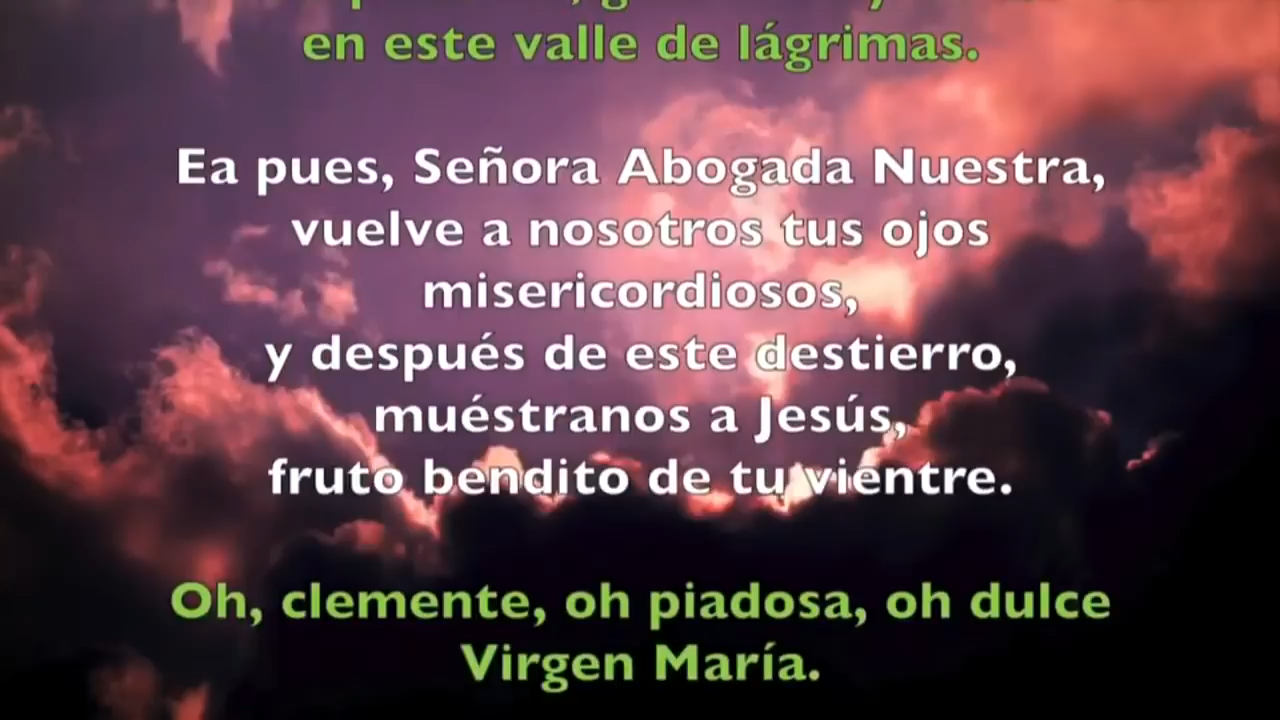 en este valle de lágrimas.
Ea pues, Señora Abogada Nuestra,
vuelve a nosotros tus ojos
misericordiosos,
y después de este destierro,
muéstranos a Jesús,
fruto bendito de tu vientre.
Oh, clemente, oh piadosa, oh dulce
Virgen María.